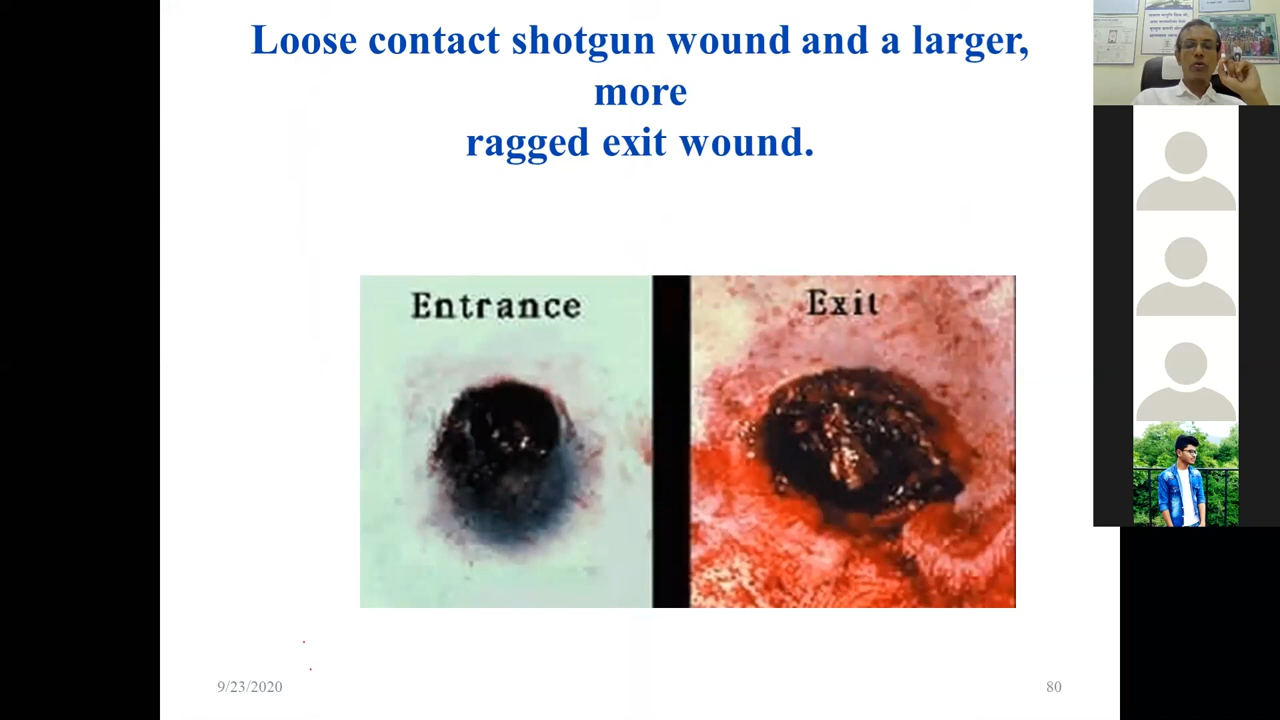 Loose contact shotgun wound and a larger,
more
ragged exit wound.
Entrance
Exit
9/23/2020
80